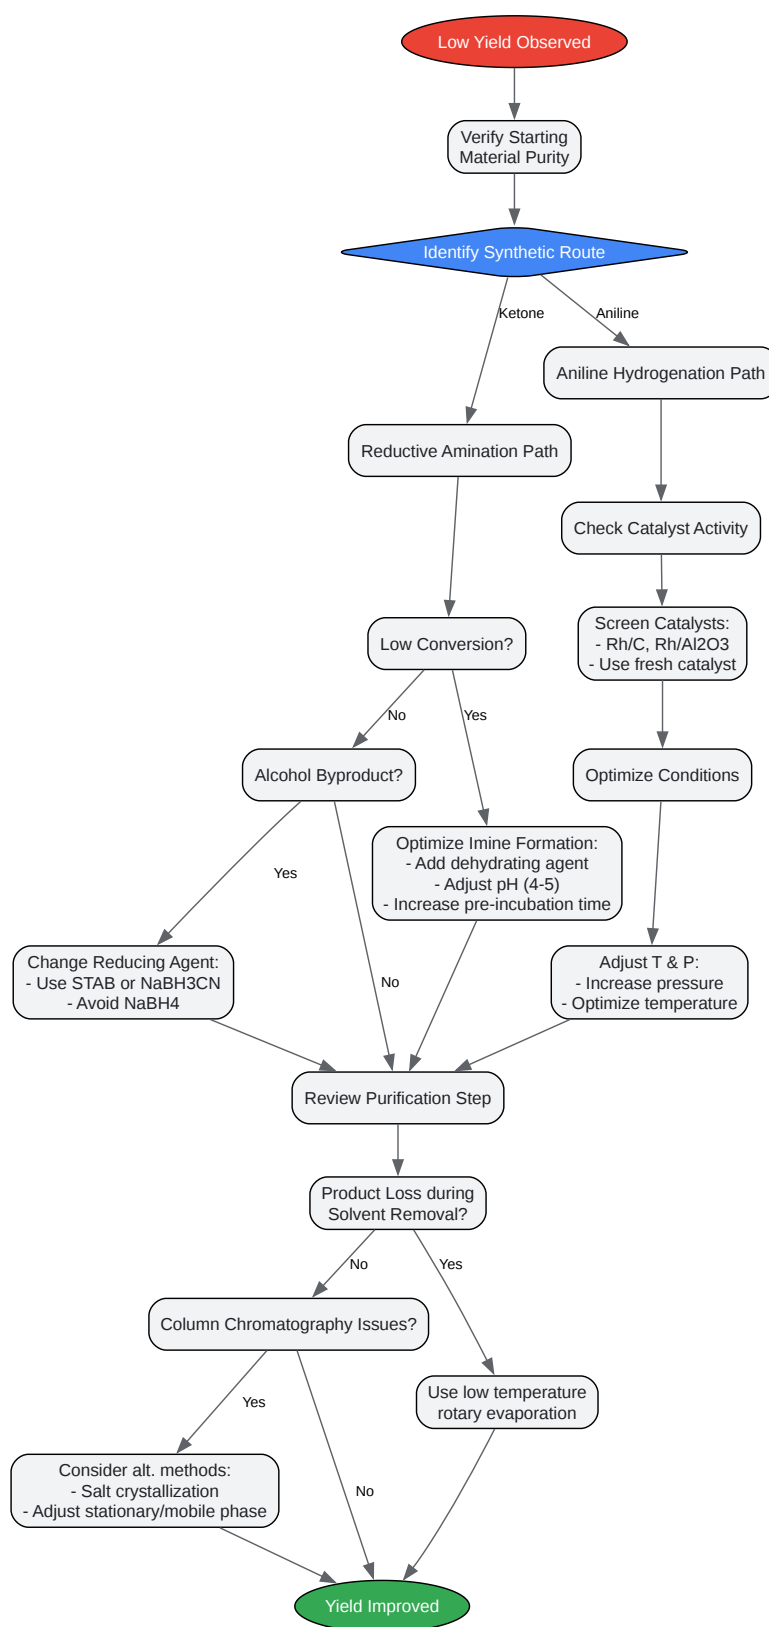 Low Yield Observed
Verify Starting
Material Purity
Identify Synthetic Route
Ketone
Aniline
Aniline Hydrogenation Path
Reductive Amination Path
Check Catalyst Activity
Screen Catalysts:
- Rh/C, Rh/Al2O3
- Use fresh catalyst
Low Conversion?
No
Yes
Alcohol Byproduct?
Optimize Conditions
Optimize Imine Formation:
- Add dehydrating agent
- Adjust pH (4-5)
- Increase pre-incubation time
Yes
Change Reducing Agent:
- Use STAB or NaBH3CN
- Avoid NaBH4
No
Adjust T & P:
- Increase pressure
- Optimize temperature
Review Purification Step
Product Loss during
Solvent Removal?
No
Yes
Column Chromatography Issues?
Use low temperature
rotary evaporation
Yes
Consider alt. methods:
- Salt crystallization
- Adjust stationary/mobile phase
No
Yield Improved